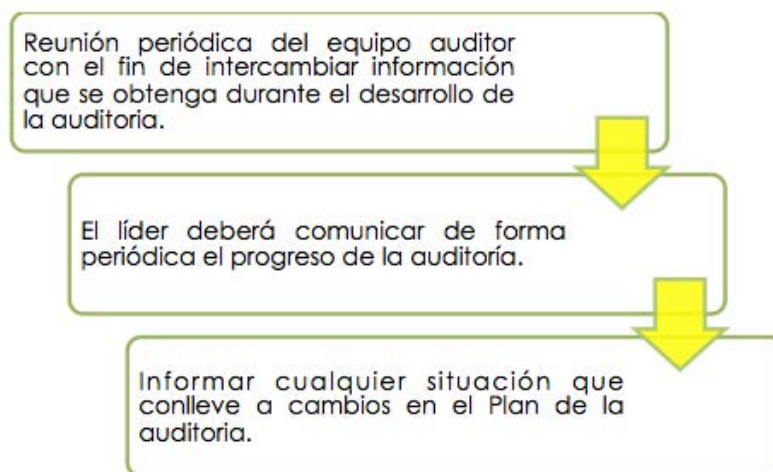 Reunión periódica del equipo auditor
con el fin de intercambiar información
que se obtenga durante el desarrollo de
la auditoria.
El líder deberá comunicar de forma
periódica el progreso de la auditoría.
Informar cualquier situación que
conlleve a cambios en el Plan de la
auditoria.